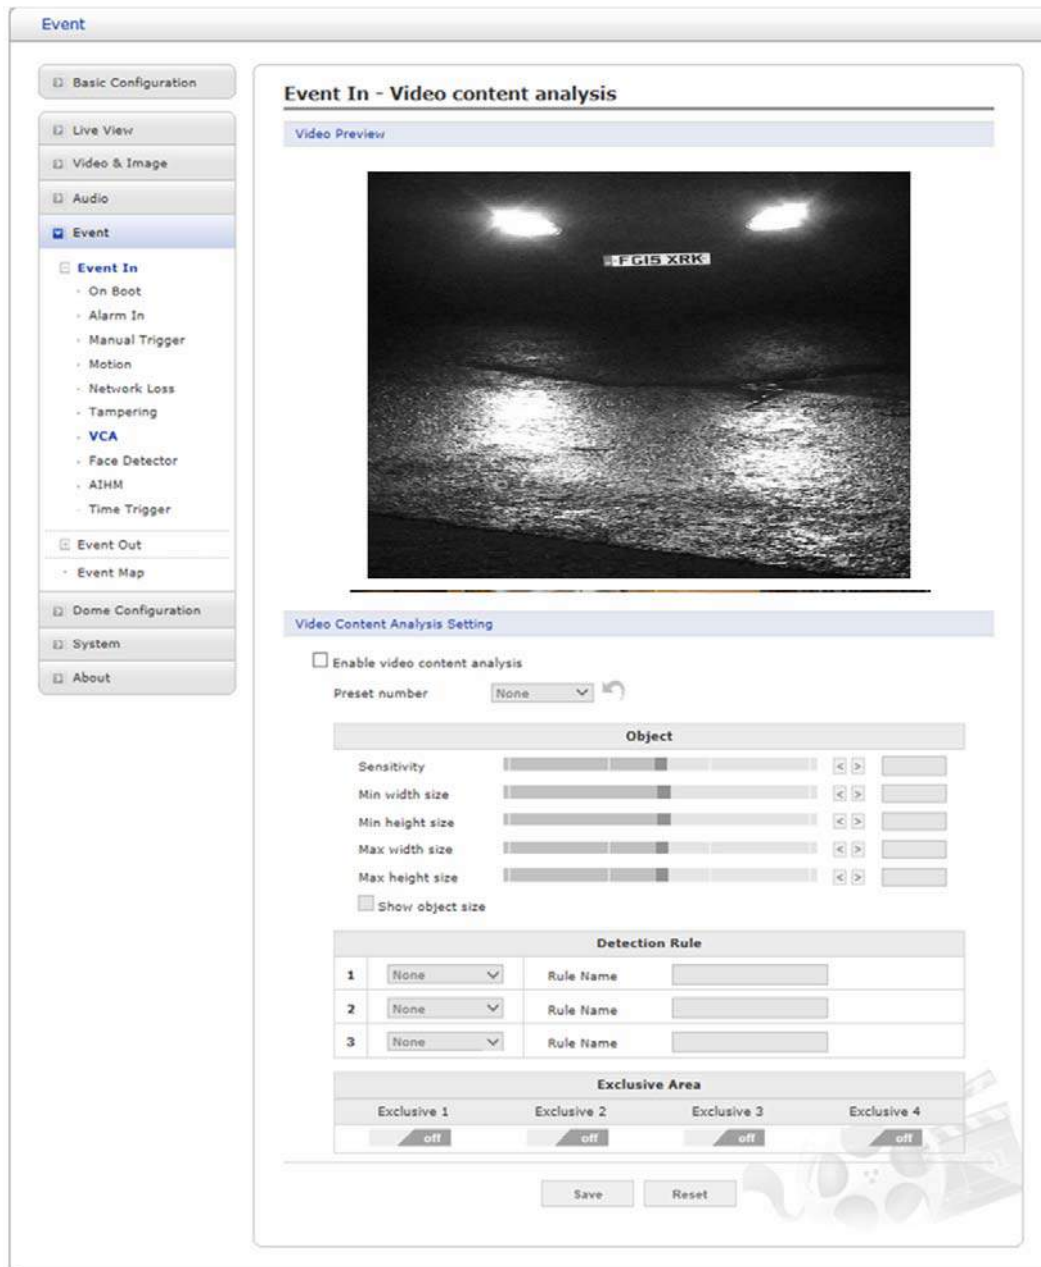 Event
Basic Configuration
Live View
Video & Image
Audio
Event
Event In
On Boot
Alarm In
Manual Trigger
Motion
Network Loss
Tampering
VCA
Face Detector
AIHM
Time Trigger
Event Out
Event Map
Dome Configuration
System
About
Event In - Video content analysis
Video Preview
FG15 XRK
Video Content Analysis Setting
Enable video content analysis
Preset number None
Object
Sensitivity < >
Min width size < >
Min height size < >
Max width size < >
Max height size < >
Show object size
Detection Rule
1 None Rule Name
2 None Rule Name
3 None Rule Name
Exclusive Area
Exclusive 1 Exclusive 2 Exclusive 3 Exclusive 4
off off off off
Save Reset